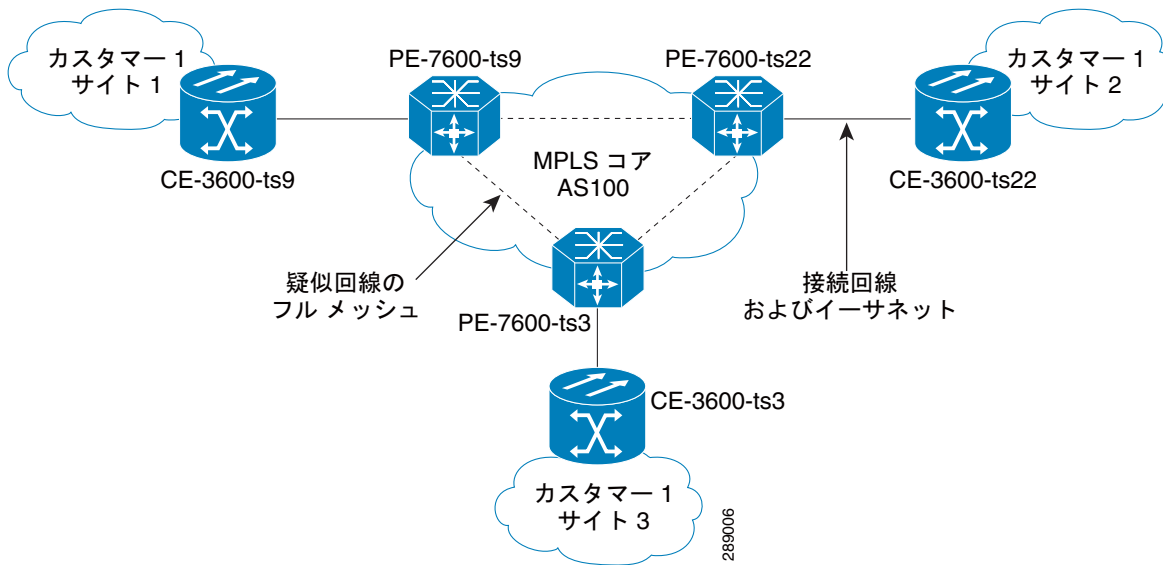 カスタマー 1
サイト 1
PE-7600-ts9
PE-7600-ts22
カスタマー 1
サイト 2
CE-3600-ts9
MPLS コア
AS100
CE-3600-ts22
疑似回線の
フル メッシュ
接続回線
およびイーサネット
PE-7600-ts3
CE-3600-ts3
カスタマー 1
サイト 3
289006